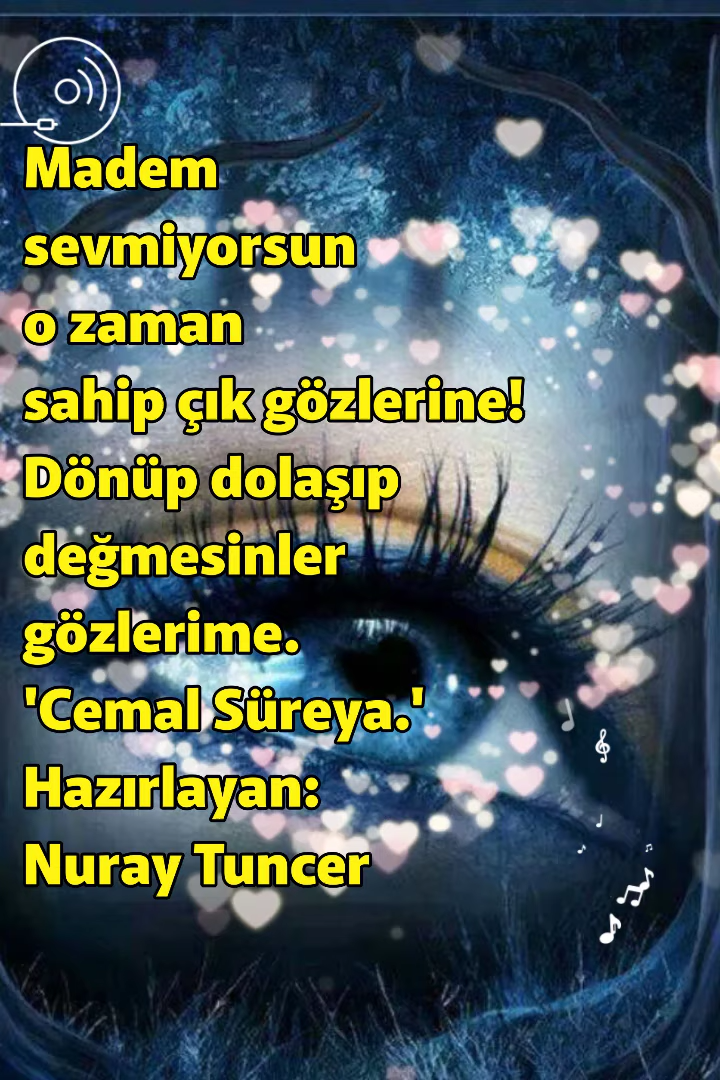 Madem
sevmiyorsun
o zaman
sahip çık gözlerine!
Dönüp dolaşıp
değmesinler
gözlerime.
'Cemal Süreya.'
Hazırlayan:
Nuray Tuncer